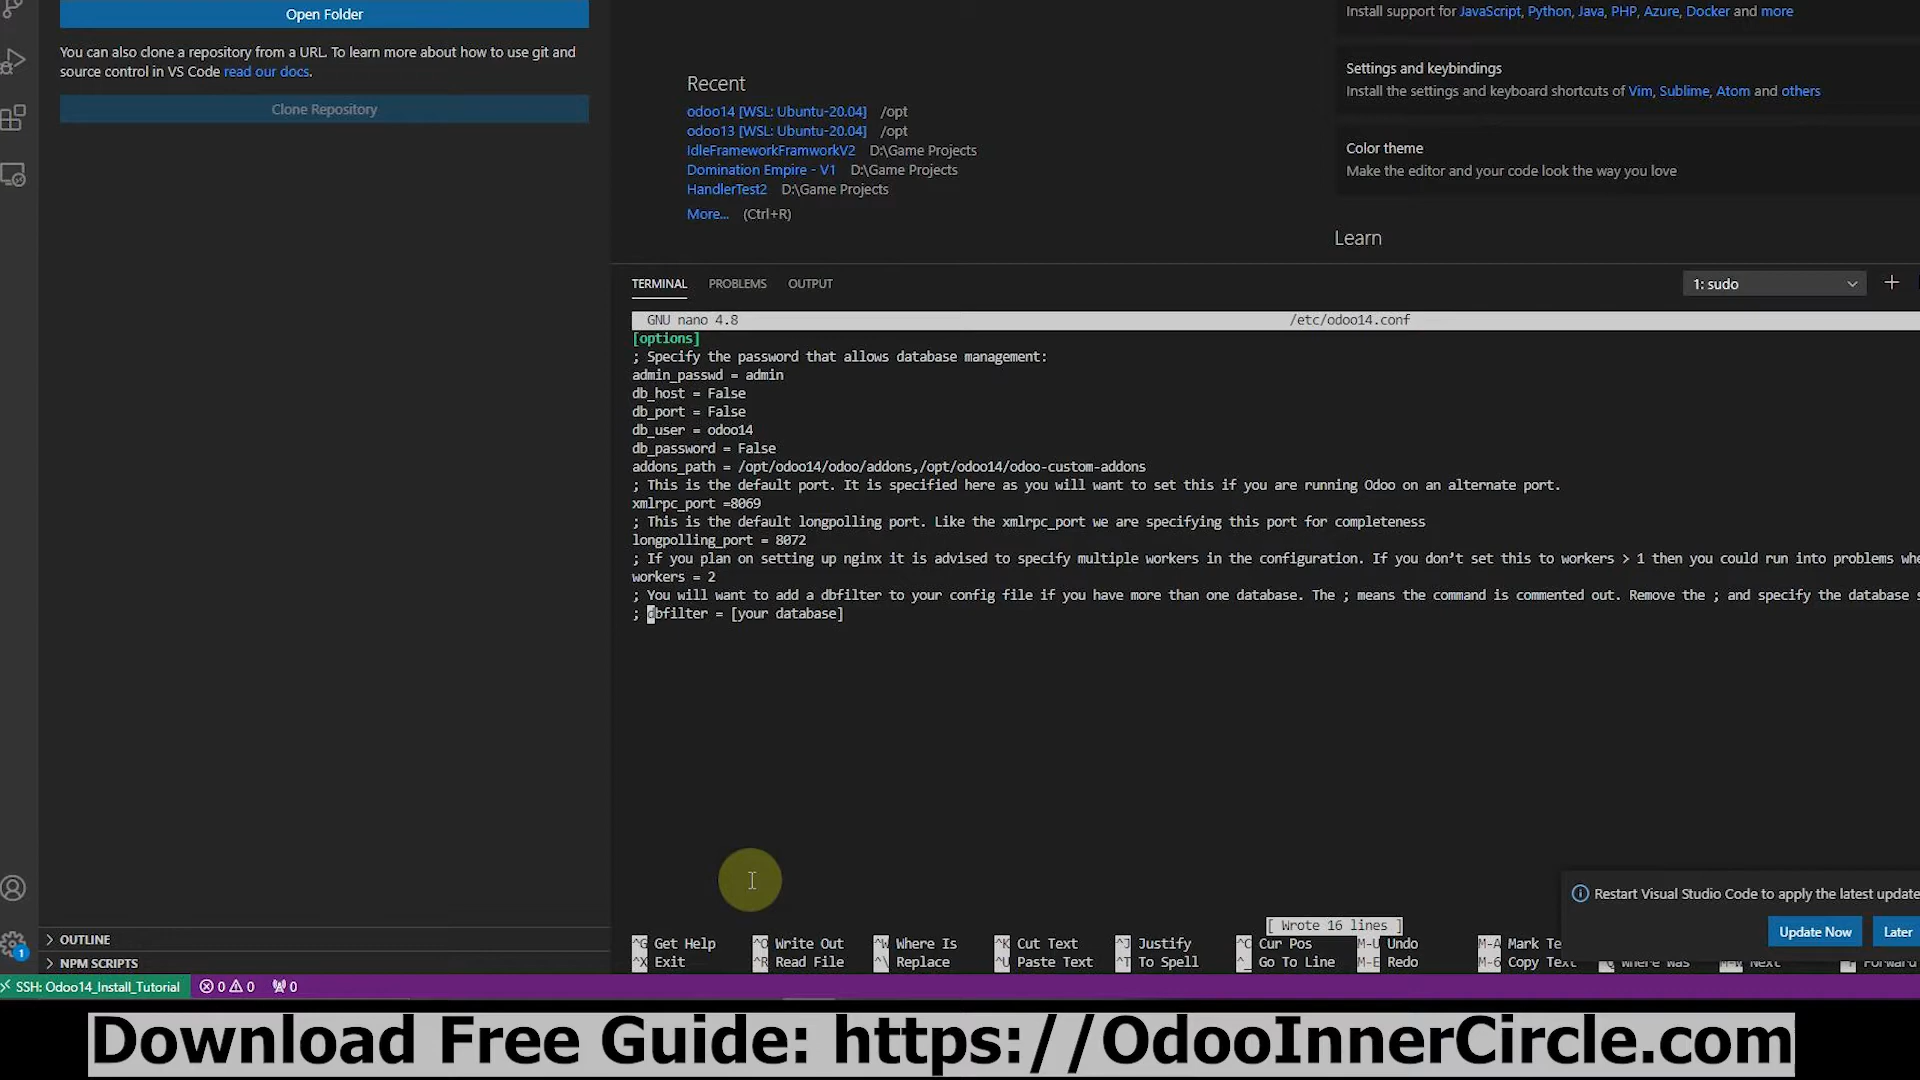 Open Folder
You can also clone a repository from a URL. To learn more about how to use git and
source control in VS Code read our docs.
Clone Repository
Recent
odoo14 [WSL: Ubuntu-20.04] /opt
odoo13 [WSL: Ubuntu-20.04] /opt
IdleFrameworkFramworkV2 D:\Game Projects
Domination Empire - V1 D:\Game Projects
HandlerTest2 D:\Game Projects
More... (Ctrl+R)
Install support for JavaScript, Python, Java, PHP, Azure, Docker and more
Settings and keybindings
Install the settings and keyboard shortcuts of Vim, Sublime, Atom and others
Color theme
Make the editor and your code look the way you love
Learn
TERMINAL PROBLEMS OUTPUT
1: sudo
GNU nano 4.8 /etc/odoo14.conf
[options]
; Specify the password that allows database management:
admin_passwd = admin
db_host = False
db_port = False
db_user = odoo14
db_password = False
addons_path = /opt/odoo14/odoo/addons,/opt/odoo14/odoo-custom-addons
; This is the default port. It is specified here as you will want to set this if you are running Odoo on an alternate port.
xmlrpc_port =8069
; This is the default longpolling port. Like the xmlrpc_port we are specifying this port for completeness
longpolling_port = 8072
; If you plan on setting up nginx it is advised to specify multiple workers in the configuration. If you don’t set this to workers > 1 then you could run into problems whe
workers = 2
; You will want to add a dbfilter to your config file if you have more than one database. The ; means the command is commented out. Remove the ; and specify the database s
; dbfilter = [your database]
Restart Visual Studio Code to apply the latest update
Update Now Later
[ Wrote 16 lines ]
^G Get Help ^O Write Out ^W Where Is ^K Cut Text ^J Justify ^C Cur Pos M-U Undo M-A Mark Te
^X Exit ^R Read File ^\ Replace ^U Paste Text ^T To Spell ^_ Go To Line M-E Redo M-6 Copy Text ^Q Where Was M-W Next ^F Forward
OUTLINE
NPM SCRIPTS
1
SSH: Odoo14_Install_Tutorial 0 0 0
Download Free Guide: https://OdooInnerCircle.com